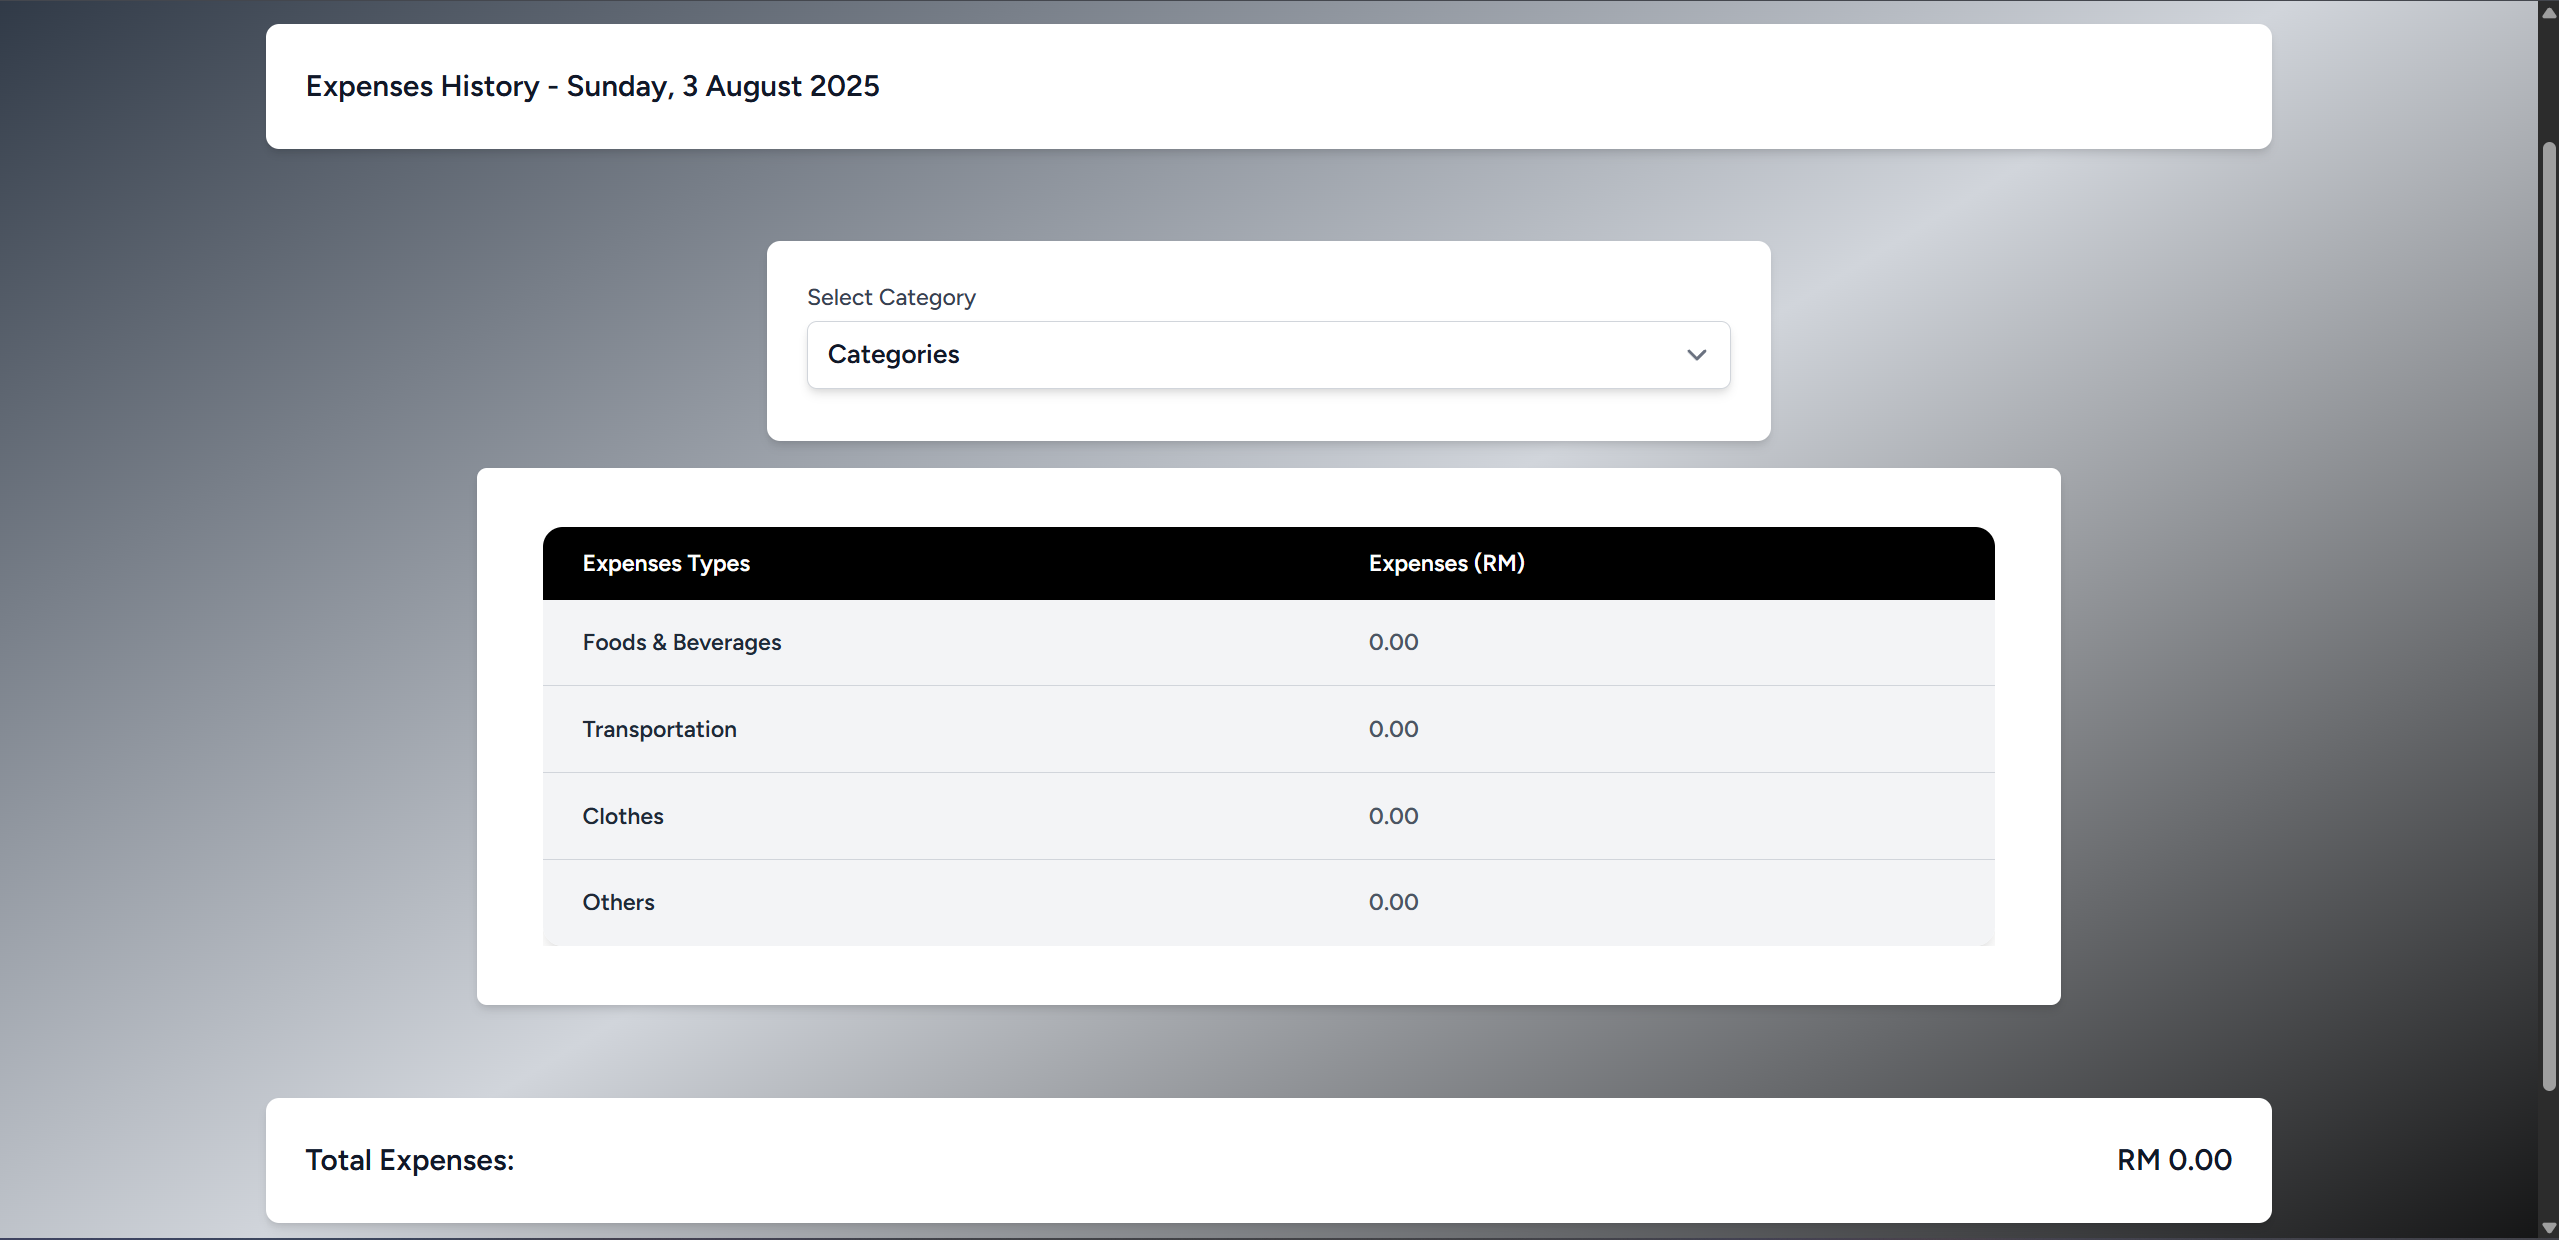 Expenses History - Sunday, 3 August 2025
Select Category
Categories
Expenses Types Expenses (RM)
Foods & Beverages 0.00
Transportation 0.00
Clothes 0.00
Others 0.00
Total Expenses: RM 0.00